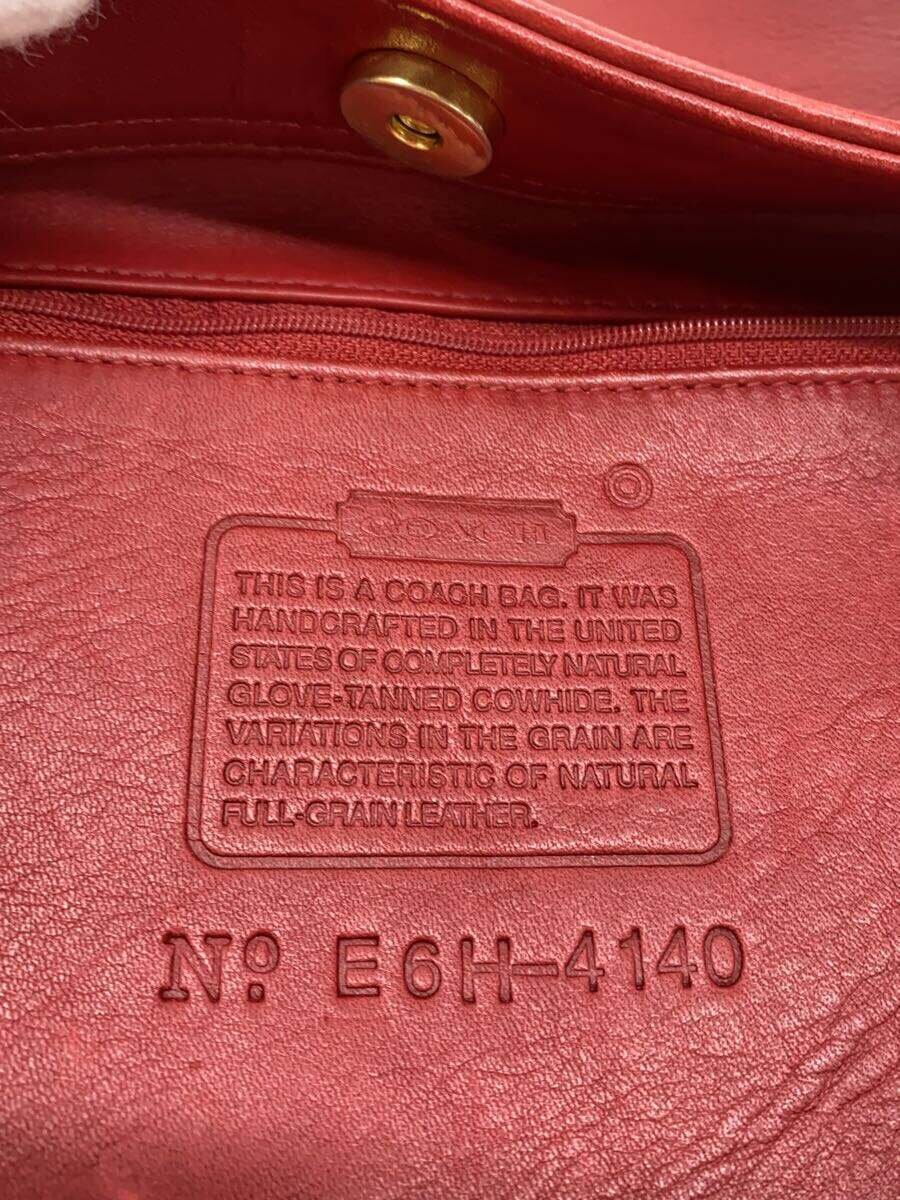 ©
COACH
THIS IS A COACH BAG. IT WAS
HANDCRAFTED IN THE UNITED
STATES OF COMPLETELY NATURAL
GLOVE-TANNED COWHIDE. THE
VARIATIONS IN THE GRAIN ARE
CHARACTERISTIC OF NATURAL
FULL-GRAIN LEATHER.
Nº E6H-4140